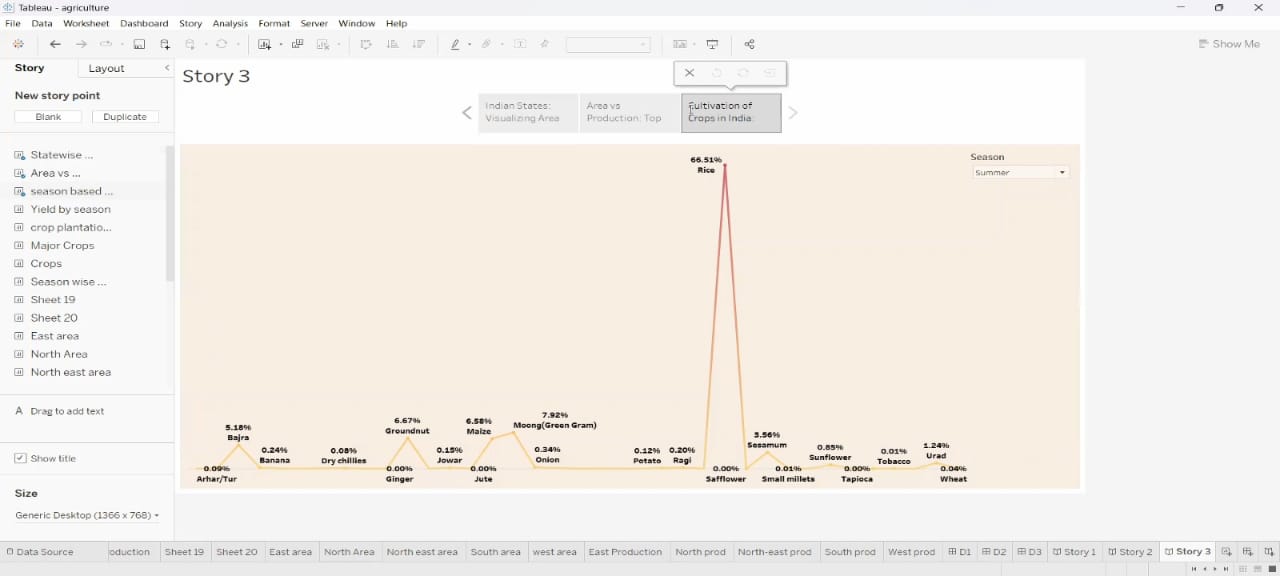 Tableau - agriculture
File Data Worksheet Dashboard Story Analysis Format Server Window Help
Show Me
Story Layout
New story point
Blank Duplicate
Statewise ...
Area vs ...
season based ...
Yield by season
crop plantatio...
Major Crops
Crops
Season wise ...
Sheet 19
Sheet 20
East area
North Area
North east area
A Drag to add text
Show title
Size
Generic Desktop (1366 x 768)
Story 3
Indian States:
Visualizing Area
Area vs
Production: Top
Cultivation of
Crops in India:
Season
Summer
66.51%
Rice
5.18%
Bajra
0.24%
Banana
0.09%
Arhar/Tur
0.08%
Dry chillies
6.67%
Groundnut
0.00%
Ginger
0.15%
Jowar
6.58%
Maize
0.00%
Jute
7.92%
Moong(Green Gram)
0.34%
Onion
0.12%
Potato
0.20%
Ragi
0.00%
Safflower
Sesamum
0.01%
Small millets
0.85%
Sunflower
0.00%
Tapioca
0.01%
Tobacco
1.24%
Urad
0.04%
Wheat
Data Source oduction Sheet 19 Sheet 20 East area North Area North east area South area west area East Production North prod North-east prod South prod West prod D1 D2 D3 Story 1 Story 2 Story 3